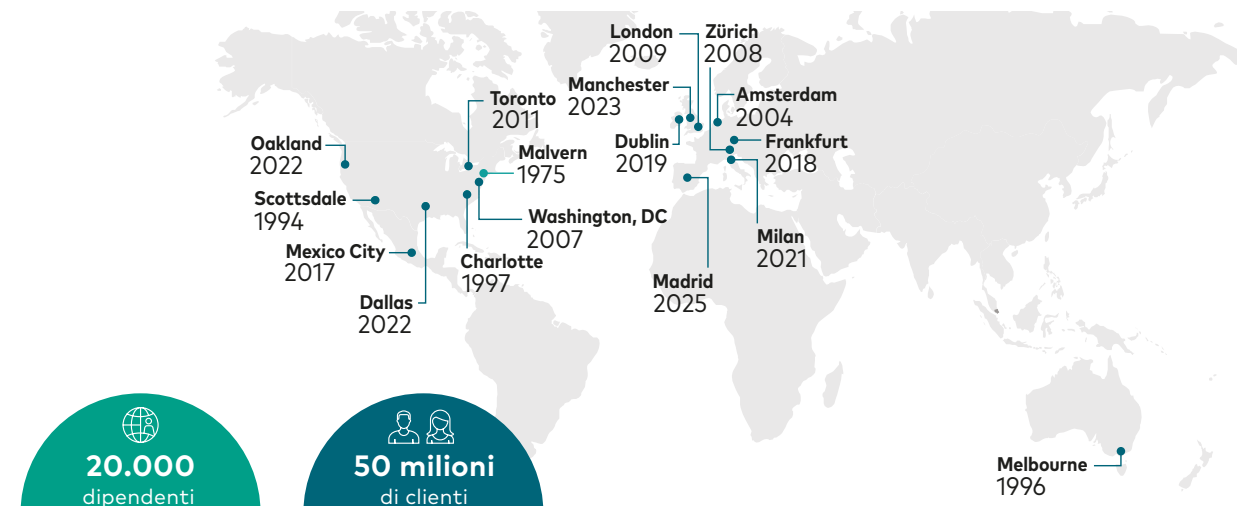 London
2009
Zürich
2008
Manchester
2023
Amsterdam
2004
Toronto
2011
Oakland
2022
Dublin
2019
Frankfurt
2018
Malvern
1975
Scottsdale
1994
Washington, DC
2007
Milan
2021
Mexico City
2017
Charlotte
1997
Madrid
2025
Dallas
2022
Melbourne
1996
20.000
dipendenti
50 milioni
di clienti